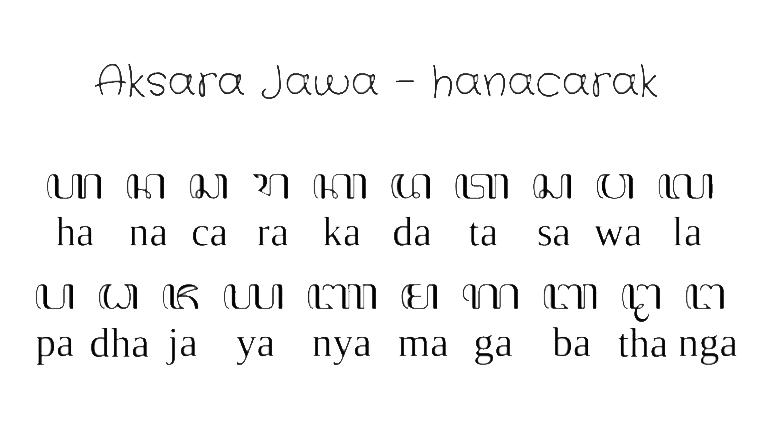 Aksara Jawa - hanacarak
ꦲ ꦤ ꦕ ꦫ ꦏ ꦢ ꦠ ꦱ ꦮ ꦭ
ha na ca ra ka da ta sa wa la
ꦥ ꦝ ꦗ ꦪ ꦚ ꦩ ꦒ ꦧ ꦛ ꦔ
pa dha ja ya nya ma ga ba tha nga